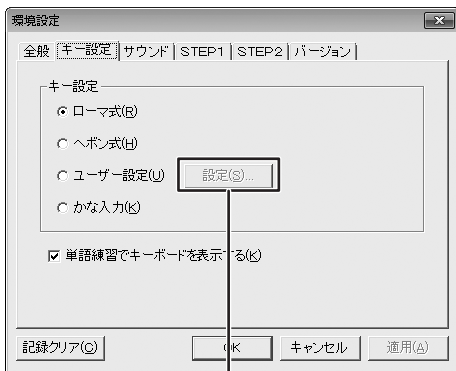 環境設定
全般 キー設定 サウンド STEP1 STEP2 バージョン
キー設定
ローマ式(R)
ヘボン式(H)
ユーザー設定(U) 設定(S)...
かな入力(K)
単語練習でキーボードを表示する(K)
記録クリア(C) OK キャンセル 適用(A)